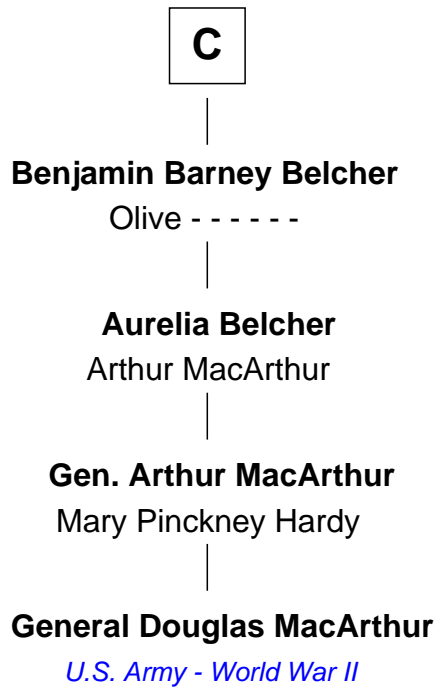 C
Benjamin Barney Belcher
Olive - - - - - -
Aurelia Belcher
Arthur MacArthur
Gen. Arthur MacArthur
Mary Pinckney Hardy
General Douglas MacArthur
U.S. Army - World War II